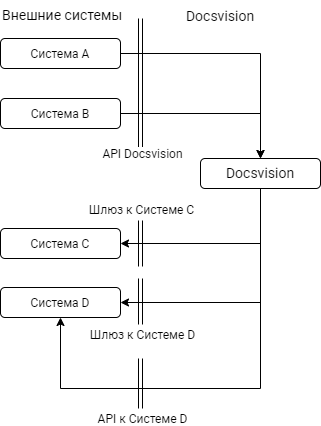 Внешние системы
Docsvision
Система A
Система B
API Docsvision
Docsvision
Шлюз к Системе C
Система C
Система D
Шлюз к Системе D
API к Системе D